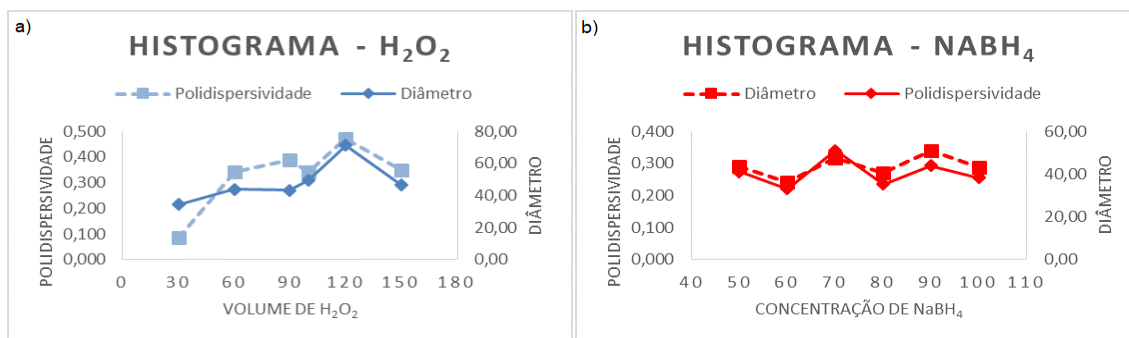 a)
HISTOGRAMA - H₂O₂
Polidispersividade Diâmetro
POLIDISPERSIVIDADE
0,500
0,400
0,300
0,200
0,100
0,000
80,00
60,00
40,00
20,00
0,00
DIÂMETRO
0 30 60 90 120 150 180
VOLUME DE H₂O₂
b)
HISTOGRAMA - NABH₄
Diâmetro Polidispersividade
POLIDISPERSIVIDADE
0,400
0,300
0,200
0,100
0,000
60,00
40,00
20,00
0,00
DIÂMETRO
40 50 60 70 80 90 100 110
CONCENTRAÇÃO DE NaBH₄